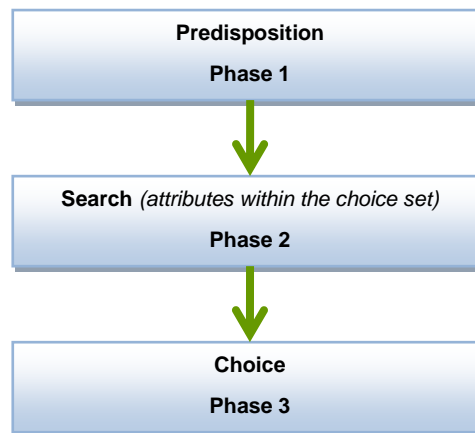 Predisposition
Phase 1
Search (attributes within the choice set)
Phase 2
Choice
Phase 3